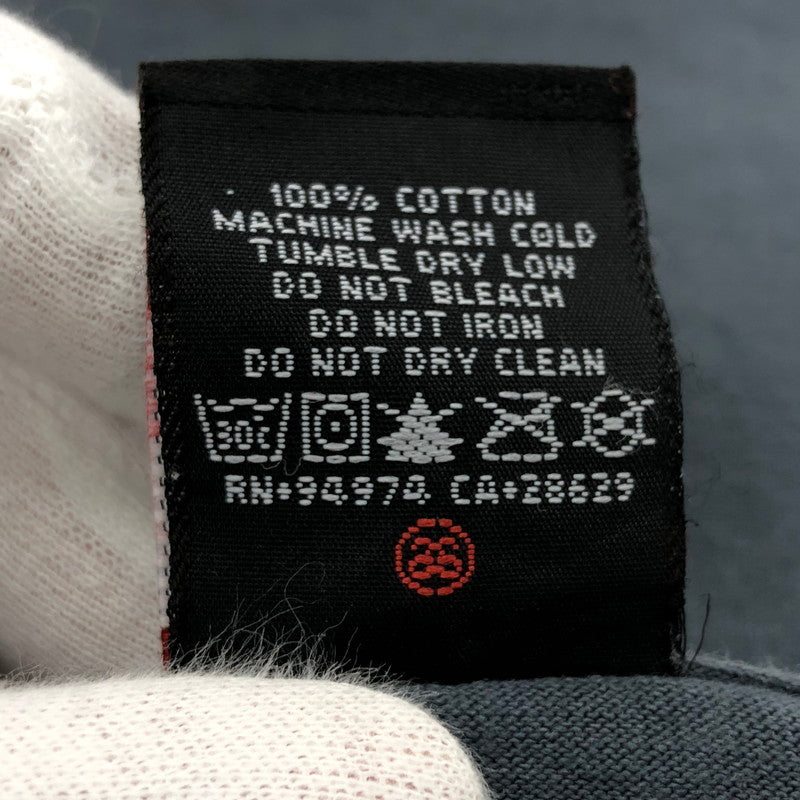 100% COTTON
MACHINE WASH COLD
TUMBLE DRY LOW
DO NOT BLEACH
DO NOT IRON
DO NOT DRY CLEAN
30C
RN#94974 CA#28629